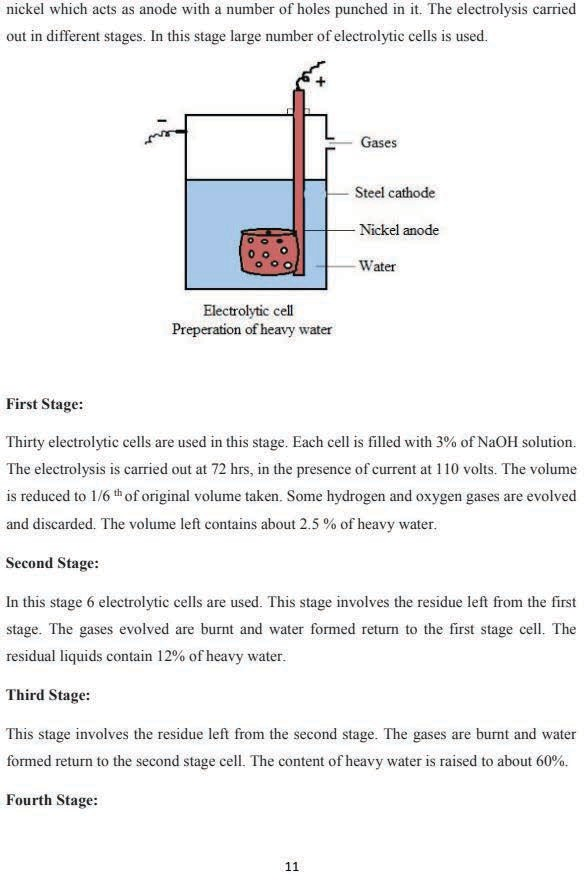 nickel which acts as anode with a number of holes punched in it. The electrolysis carried
out in different stages. In this stage large number of electrolytic cells is used.
+
−
Gases
Steel cathode
Nickel anode
Water
Electrolytic cell
Preperation of heavy water
First Stage:
Thirty electrolytic cells are used in this stage. Each cell is filled with 3% of NaOH solution.
The electrolysis is carried out at 72 hrs, in the presence of current at 110 volts. The volume
is reduced to 1/6 th of original volume taken. Some hydrogen and oxygen gases are evolved
and discarded. The volume left contains about 2.5 % of heavy water.
Second Stage:
In this stage 6 electrolytic cells are used. This stage involves the residue left from the first
stage. The gases evolved are burnt and water formed return to the first stage cell. The
residual liquids contain 12% of heavy water.
Third Stage:
This stage involves the residue left from the second stage. The gases are burnt and water
formed return to the second stage cell. The content of heavy water is raised to about 60%.
Fourth Stage:
11